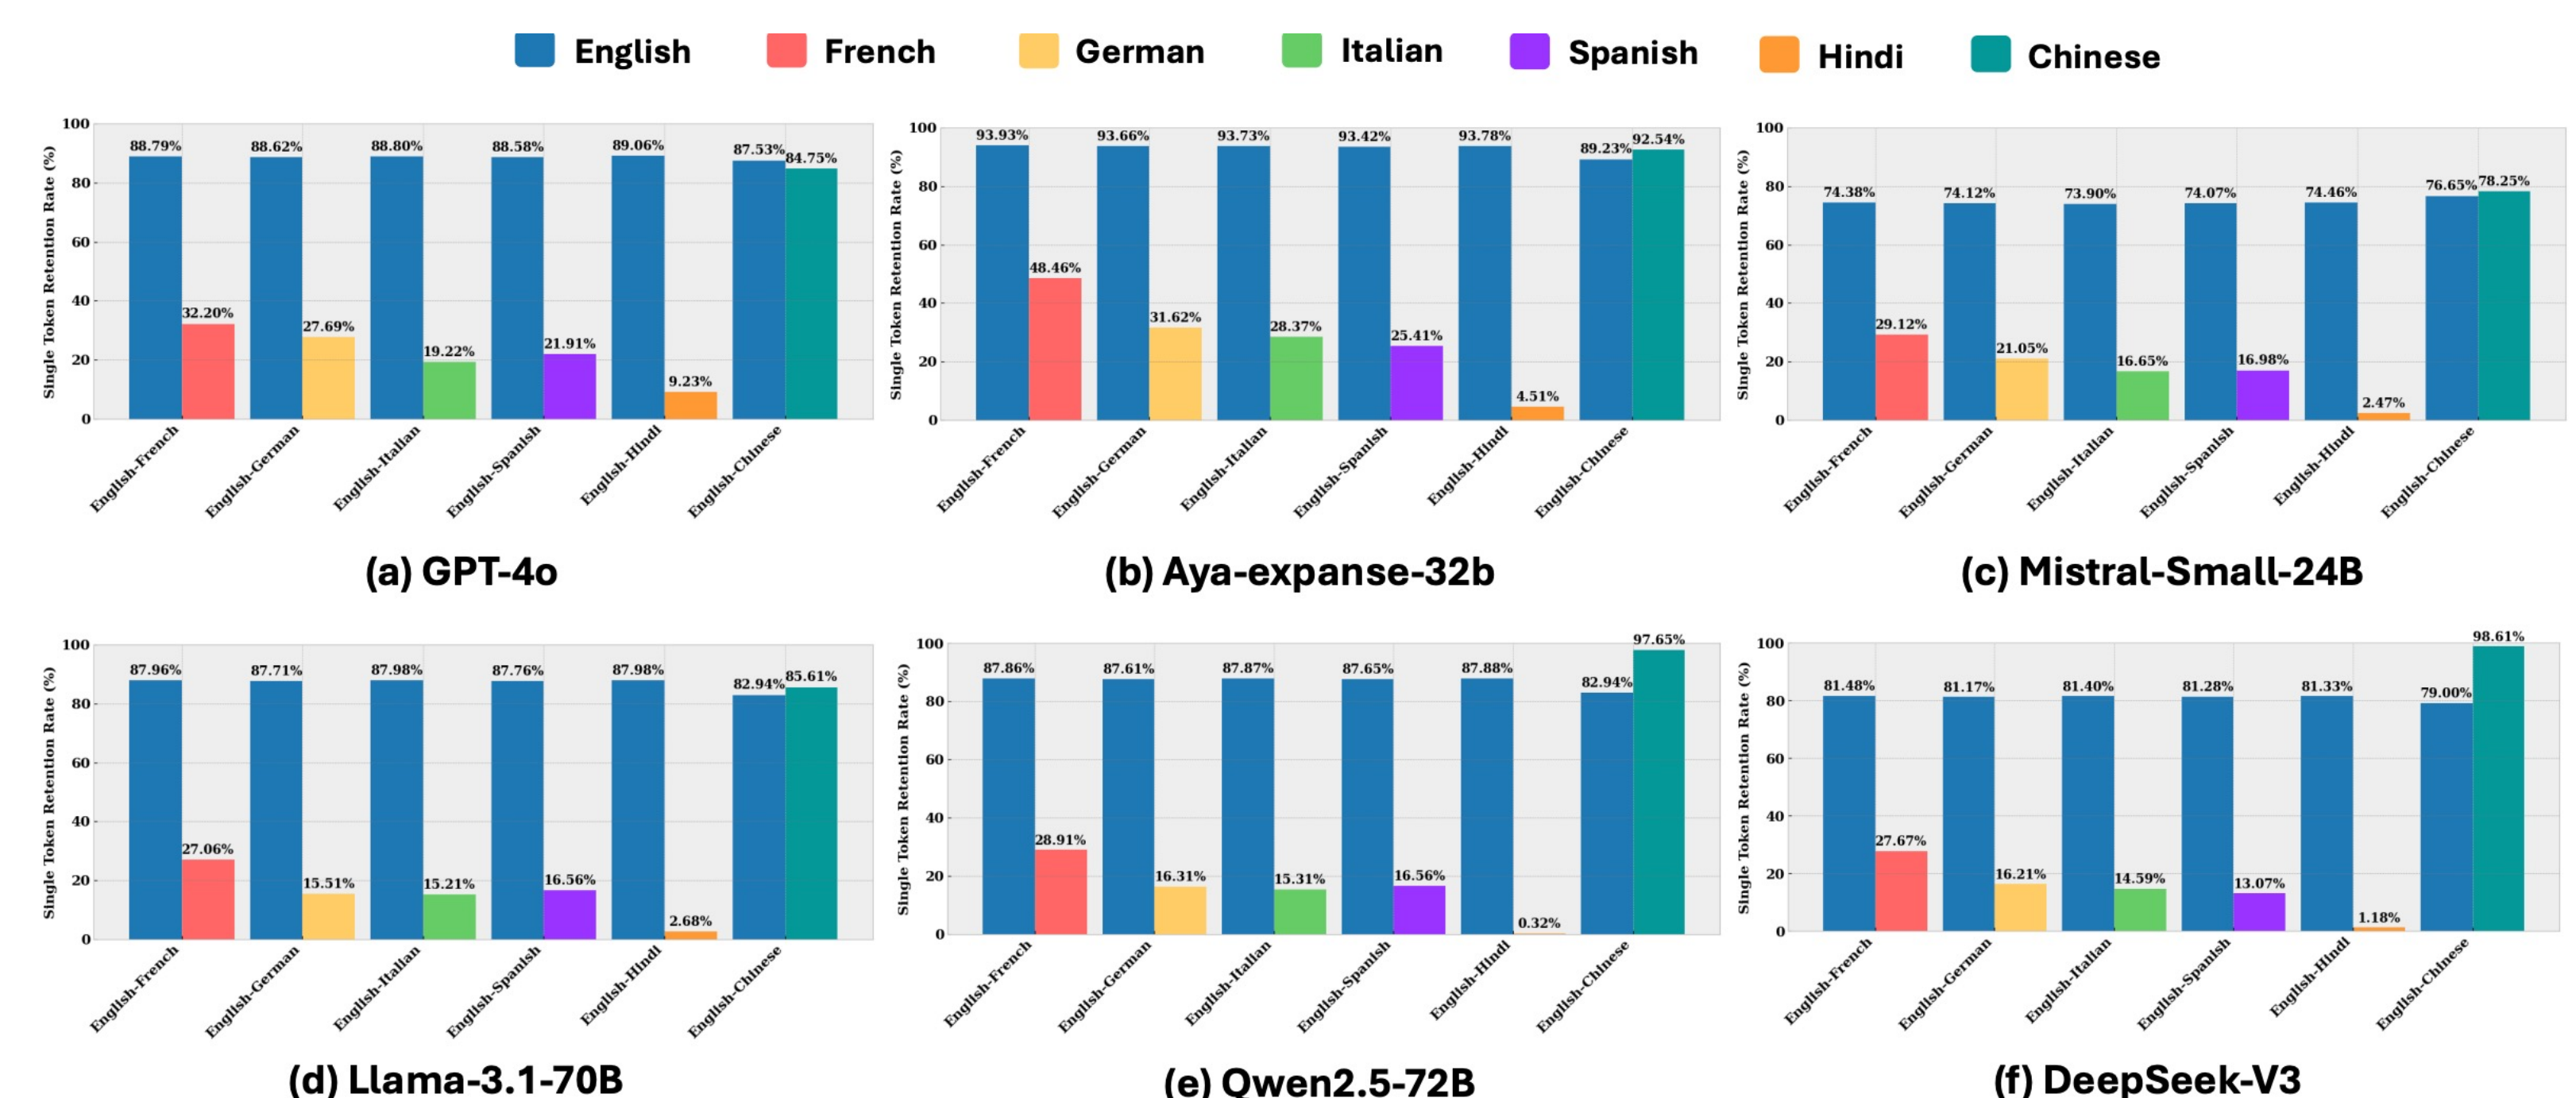 English French German Italian Spanish Hindi Chinese
Single Token Retention Rate (%)
100
80
60
40
20
0
88.79% 32.20% 88.62% 27.69% 88.80% 19.22% 88.58% 21.91% 89.06% 9.23% 87.53% 84.75%
English-French English-German English-Italian English-Spanish English-Hindi English-Chinese
(a) GPT-4o
Single Token Retention Rate (%)
100
80
60
40
20
0
93.93% 48.46% 93.66% 31.62% 93.73% 28.37% 93.42% 25.41% 93.78% 4.51% 89.23% 92.54%
English-French English-German English-Italian English-Spanish English-Hindi English-Chinese
(b) Aya-expanse-32b
Single Token Retention Rate (%)
100
80
60
40
20
0
74.38% 29.12% 74.12% 21.05% 73.90% 16.65% 74.07% 16.98% 74.46% 2.47% 76.65% 78.25%
English-French English-German English-Italian English-Spanish English-Hindi English-Chinese
(c) Mistral-Small-24B
Single Token Retention Rate (%)
100
80
60
40
20
0
87.96% 27.06% 87.71% 15.51% 87.98% 15.21% 87.76% 16.56% 87.98% 2.68% 82.94% 85.61%
English-French English-German English-Italian English-Spanish English-Hindi English-Chinese
(d) Llama-3.1-70B
Single Token Retention Rate (%)
100
80
60
40
20
0
87.86% 28.91% 87.61% 16.31% 87.87% 15.31% 87.65% 16.56% 87.88% 0.32% 82.94% 97.65%
English-French English-German English-Italian English-Spanish English-Hindi English-Chinese
(e) Qwen2.5-72B
Single Token Retention Rate (%)
100
80
60
40
20
0
81.48% 27.67% 81.17% 16.21% 81.40% 14.59% 81.28% 13.07% 81.33% 1.18% 79.00% 98.61%
English-French English-German English-Italian English-Spanish English-Hindi English-Chinese
(f) DeepSeek-V3